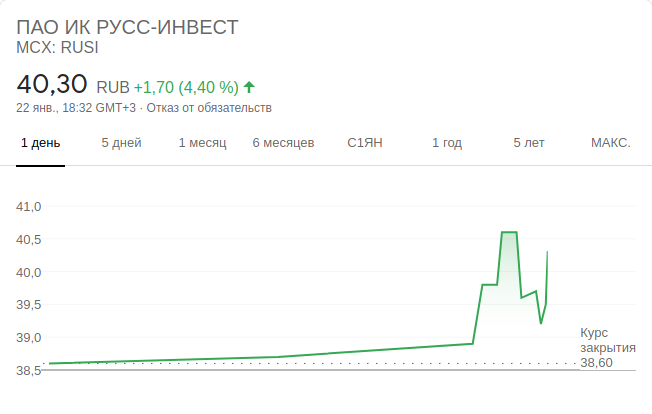 ПАО ИК РУСС-ИНВЕСТ
MCX: RUSI
40,30 RUB +1,70 (4,40 %)
22 янв., 18:32 GMT+3 · Отказ от обязательств
1 день 5 дней 1 месяц 6 месяцев С1ЯН 1 год 5 лет МАКС.
41,0
40,5
40,0
39,5
39,0
38,5
Курс
закрытия
38,60